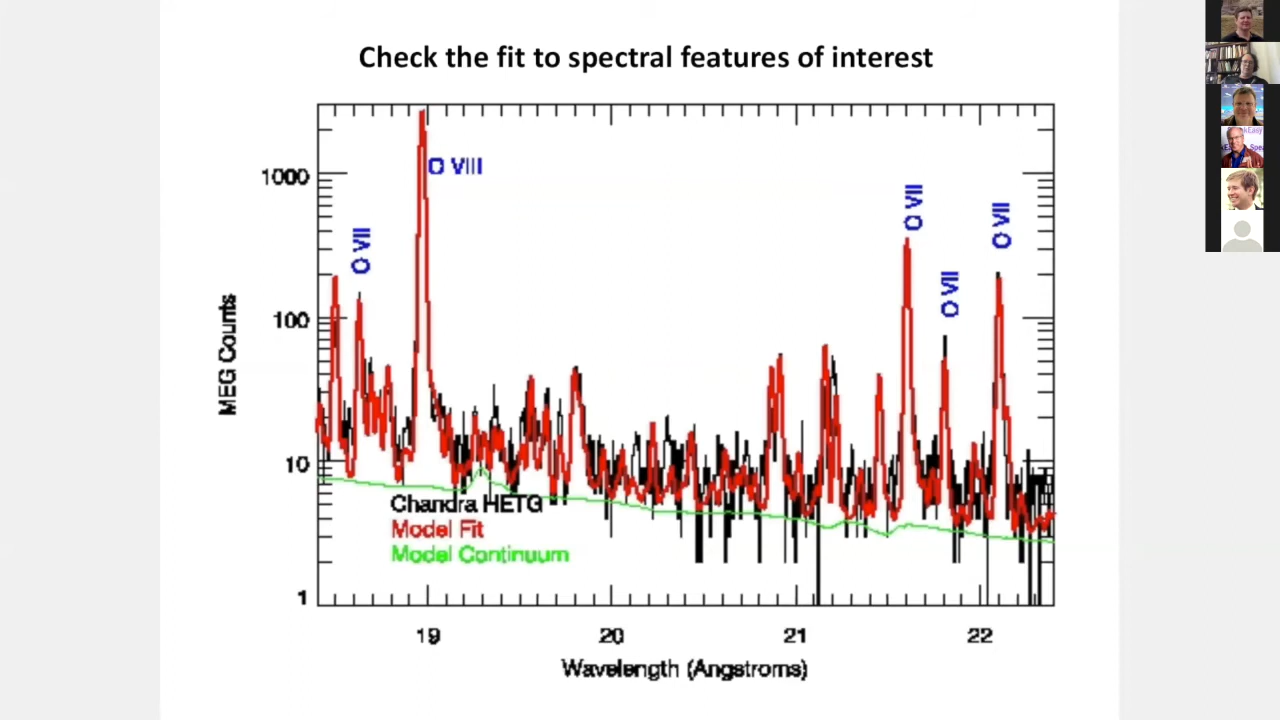 Check the fit to spectral features of interest
1000
100
10
1
MEG Counts
O VII
O VIII
O VII
O VII
O VII
Chandra HETG
Model Fit
Model Continuum
19
20
21
22
Wavelength (Angstroms)